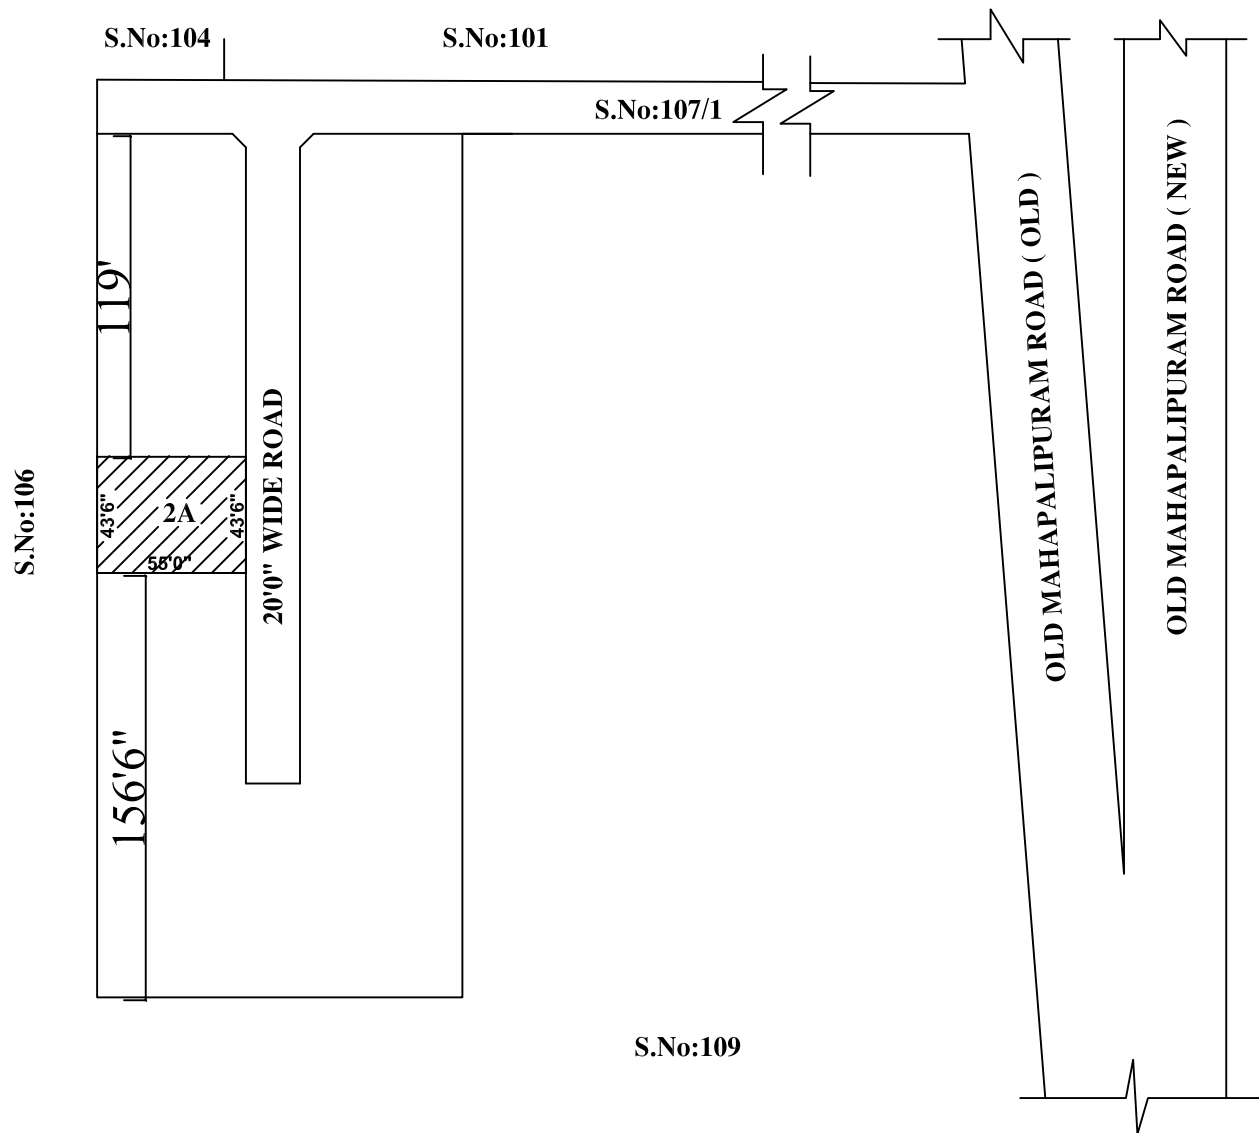 S.No:104
S.No:101
S.No:107/1
OLD MAHAPALIPURAM ROAD ( OLD )
OLD MAHAPALIPURAM ROAD ( NEW )
119'
20'0" WIDE ROAD
S.No:106
43'6"
2A
43'6"
55'0"
156'6"
S.No:109